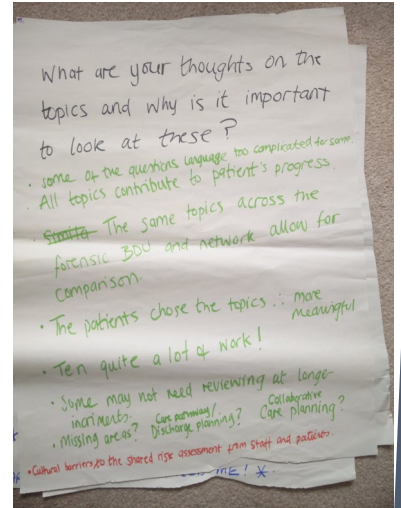 What are your thoughts on the
topics and why is it important
to look at these?
· some of the questions language too complicated for some.
· All topics contribute to patient's progress.
· The same topics across the
forensic BDU and network allow for
comparison.
· The patients chose the topics ∴ more
meaningful
· Ten quite a lot of work!
· Some may not need reviewing at longer
incriments.
· Missing areas? Care pathway/ Discharge planning? Collaborative Care planning?
· Cultural barriers to the shared risk assessment from staff and patients.
ME! *